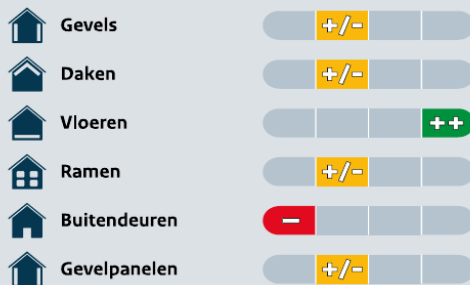 Gevels +/-
Daken +/-
Vloeren ++
Ramen +/-
Buitendeuren -
Gevelpanelen +/-